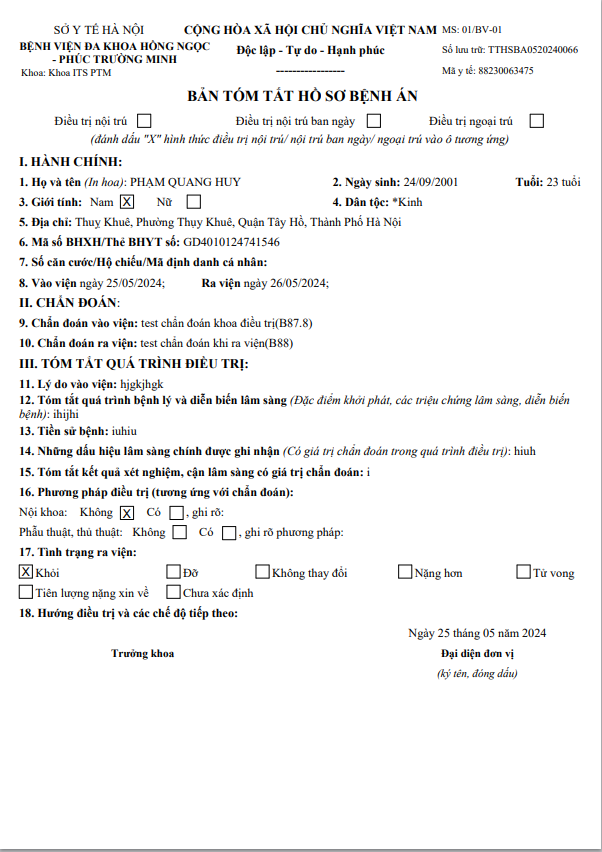 SỞ Y TẾ HÀ NỘI
BỆNH VIỆN ĐA KHOA HỒNG NGỌC
- PHÚC TRƯỜNG MINH
Khoa: Khoa ITS PTM
CỘNG HÒA XÃ HỘI CHỦ NGHĨA VIỆT NAM
Độc lập - Tự do - Hạnh phúc
-----------------
MS: 01/BV-01
Số lưu trữ: TTHSBA0520240066
Mã y tế: 88230063475
BẢN TÓM TẮT HỒ SƠ BỆNH ÁN
Điều trị nội trú ☐ Điều trị nội trú ban ngày ☐ Điều trị ngoại trú ☐
(đánh dấu "X" hình thức điều trị nội trú/ nội trú ban ngày/ ngoại trú vào ô tương ứng)
I. HÀNH CHÍNH:
1. Họ và tên (In hoa): PHẠM QUANG HUY 2. Ngày sinh: 24/09/2001 Tuổi: 23 tuổi
3. Giới tính: Nam X Nữ ☐ 4. Dân tộc: *Kinh
5. Địa chỉ: Thuỵ Khuê, Phường Thụy Khuê, Quận Tây Hồ, Thành Phố Hà Nội
6. Mã số BHXH/Thẻ BHYT số: GD4010124741546
7. Số căn cước/Hộ chiếu/Mã định danh cá nhân:
8. Vào viện ngày 25/05/2024; Ra viện ngày 26/05/2024;
II. CHẨN ĐOÁN:
9. Chẩn đoán vào viện: test chẩn đoán khoa điều trị(B87.8)
10. Chẩn đoán ra viện: test chẩn đoán khi ra viện(B88)
III. TÓM TẮT QUÁ TRÌNH ĐIỀU TRỊ:
11. Lý do vào viện: hjgkjhgk
12. Tóm tắt quá trình bệnh lý và diễn biến lâm sàng (Đặc điểm khởi phát, các triệu chứng lâm sàng, diễn biến
bệnh): ihijhi
13. Tiền sử bệnh: iuhiu
14. Những dấu hiệu lâm sàng chính được ghi nhận (Có giá trị chẩn đoán trong quá trình điều trị): hiuh
15. Tóm tắt kết quả xét nghiệm, cận lâm sàng có giá trị chẩn đoán: i
16. Phương pháp điều trị (tương ứng với chẩn đoán):
Nội khoa: Không X Có ☐, ghi rõ:
Phẫu thuật, thủ thuật: Không ☐ Có ☐, ghi rõ phương pháp:
17. Tình trạng ra viện:
X Khỏi ☐ Đỡ ☐ Không thay đổi ☐ Nặng hơn ☐ Tử vong
☐ Tiên lượng nặng xin về ☐ Chưa xác định
18. Hướng điều trị và các chế độ tiếp theo:
Ngày 25 tháng 05 năm 2024
Trưởng khoa Đại diện đơn vị
(ký tên, đóng dấu)